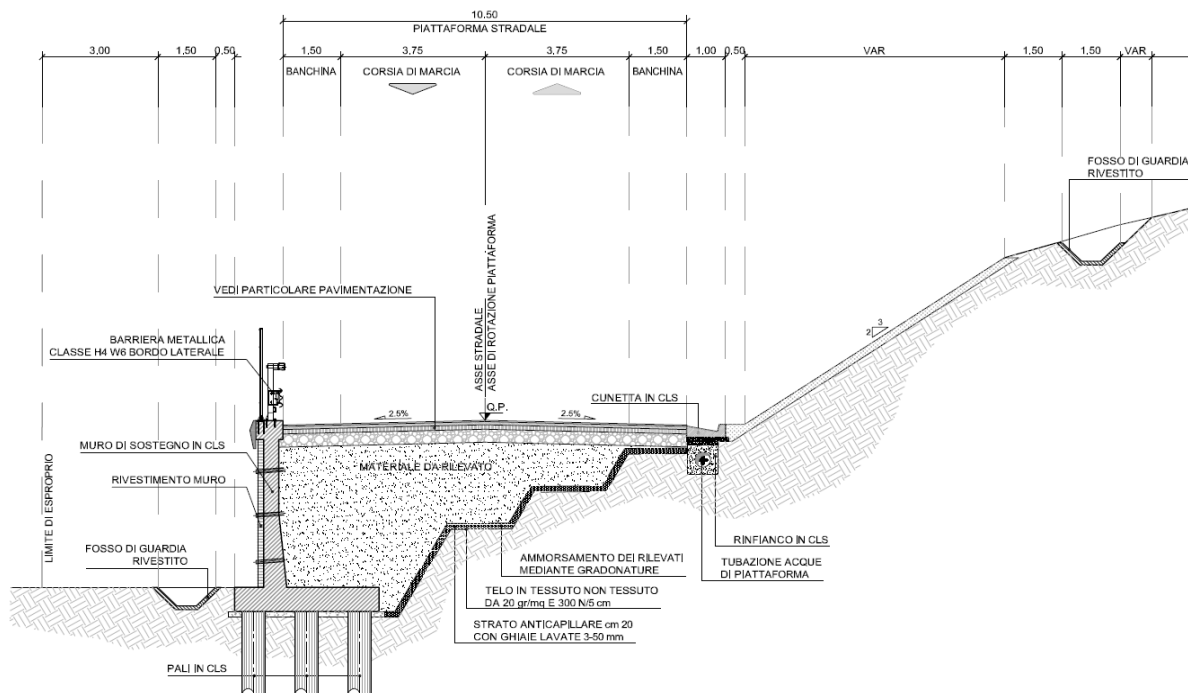 10.50
PIATTAFORMA STRADALE
3,00
1,50
0,50
1,50
3,75
3,75
1,50
1,00
0,50
VAR
1,50
1,50
VAR
BANCHINA
CORSIA DI MARCIA
CORSIA DI MARCIA
BANCHINA
FOSSO DI GUARDIA
RIVESTITO
VEDI PARTICOLARE PAVIMENTAZIONE
ASSE STRADALE
ASSE DI ROTAZIONE PIATTAFORMA
BARRIERA METALLICA
CLASSE H4 W6 BORDO LATERALE
3
2
CUNETTA IN CLS
Q.P.
2.5%
2.5%
MURO DI SOSTEGNO IN CLS
MATERIALE DA RILEVATO
RIVESTIMENTO MURO
LIMITE DI ESPROPRIO
RINFIANCO IN CLS
FOSSO DI GUARDIA
RIVESTITO
AMMORSAMENTO DEI RILEVATI
MEDIANTE GRADONATURE
TUBAZIONE ACQUE
DI PIATTAFORMA
TELO IN TESSUTO NON TESSUTO
DA 20 gr/mq E 300 N/5 cm
STRATO ANTICAPILLARE cm 20
CON GHIAIE LAVATE 3-50 mm
PALI IN CLS